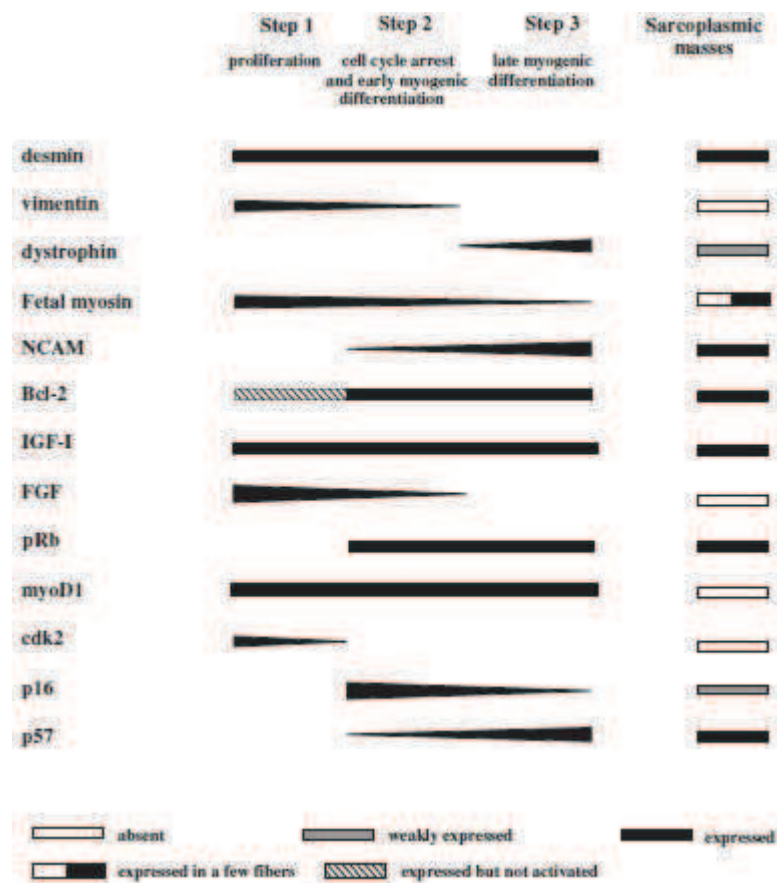 Step 1 Step 2 Step 3 Sarcoplasmic
masses
proliferation cell cycle arrest late myogenic
and early myogenic differentiation
differentiation
desmin
vimentin
dystrophin
Fetal myosin
NCAM
Bcl-2
IGF-I
FGF
pRb
myoD1
cdk2
p16
p57
absent weakly expressed expressed
expressed in a few fibers expressed but not activated